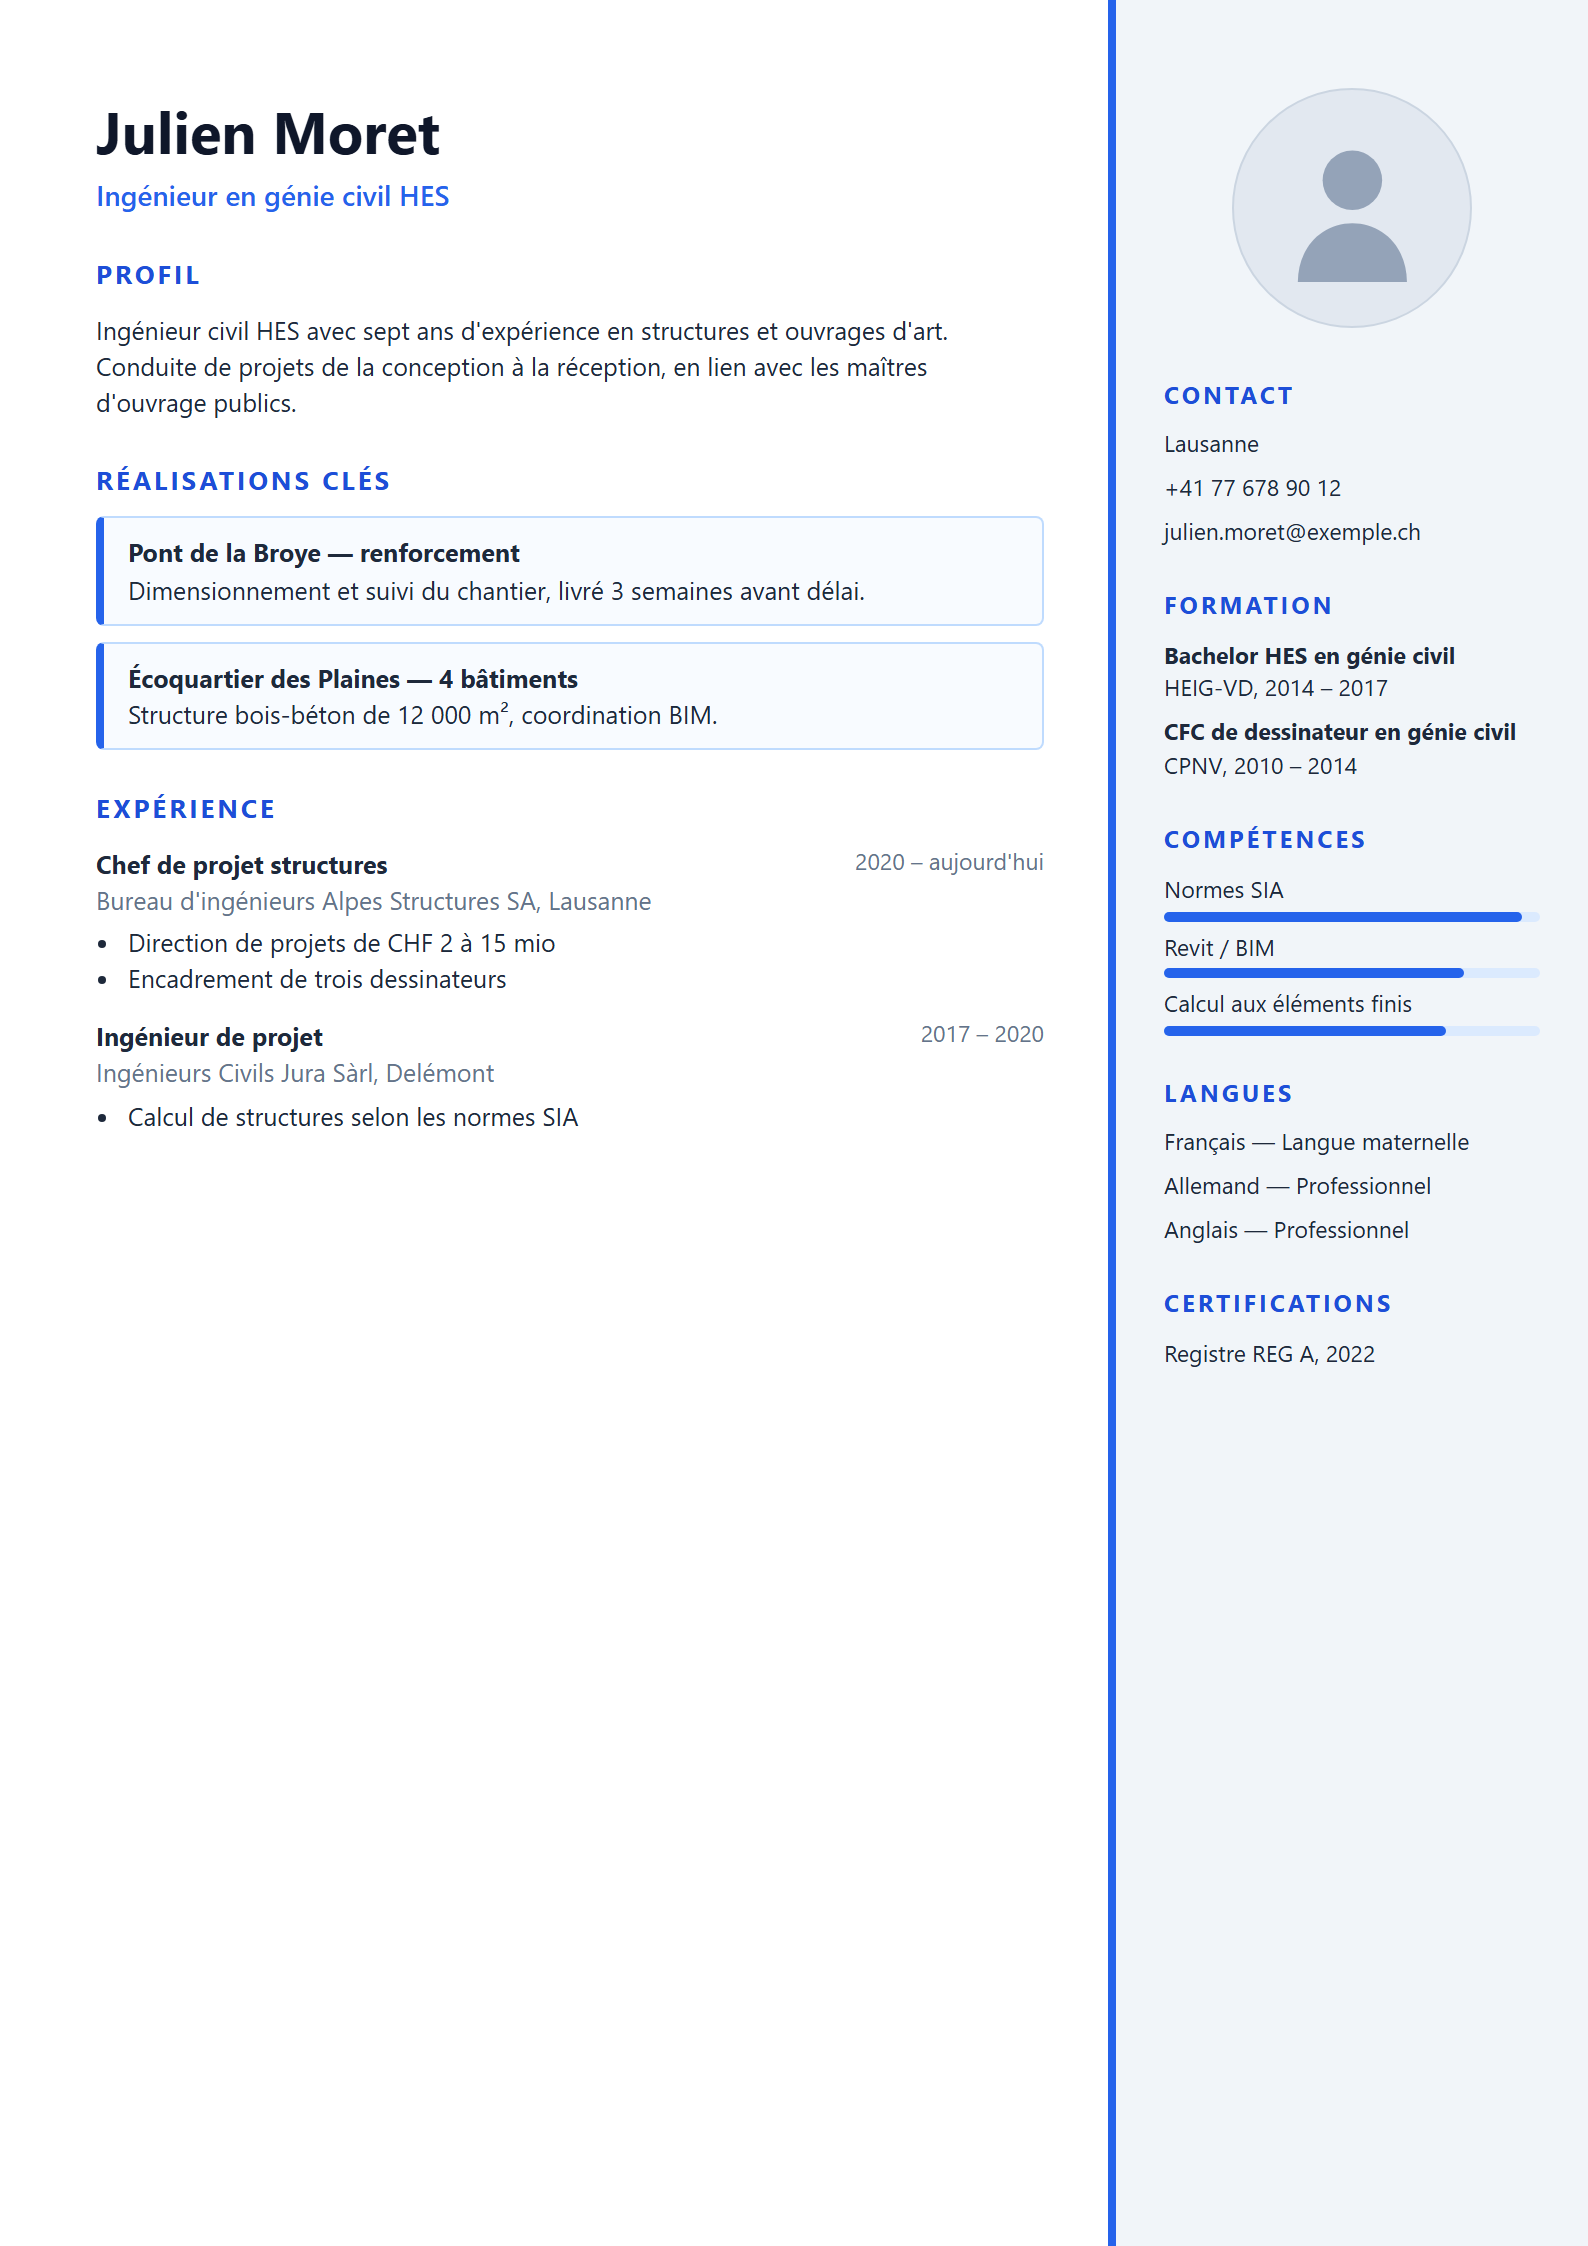 Julien Moret
Ingénieur en génie civil HES
PROFIL
Ingénieur civil HES avec sept ans d'expérience en structures et ouvrages d'art.
Conduite de projets de la conception à la réception, en lien avec les maîtres
d'ouvrage publics.
RÉALISATIONS CLÉS
Pont de la Broye — renforcement
Dimensionnement et suivi du chantier, livré 3 semaines avant délai.
Écoquartier des Plaines — 4 bâtiments
Structure bois-béton de 12 000 m², coordination BIM.
EXPÉRIENCE
Chef de projet structures
2020 – aujourd'hui
Bureau d'ingénieurs Alpes Structures SA, Lausanne
• Direction de projets de CHF 2 à 15 mio
• Encadrement de trois dessinateurs
Ingénieur de projet
2017 – 2020
Ingénieurs Civils Jura Sàrl, Delémont
• Calcul de structures selon les normes SIA
CONTACT
Lausanne
+41 77 678 90 12
julien.moret@exemple.ch
FORMATION
Bachelor HES en génie civil
HEIG-VD, 2014 – 2017
CFC de dessinateur en génie civil
CPNV, 2010 – 2014
COMPÉTENCES
Normes SIA
Revit / BIM
Calcul aux éléments finis
LANGUES
Français — Langue maternelle
Allemand — Professionnel
Anglais — Professionnel
CERTIFICATIONS
Registre REG A, 2022